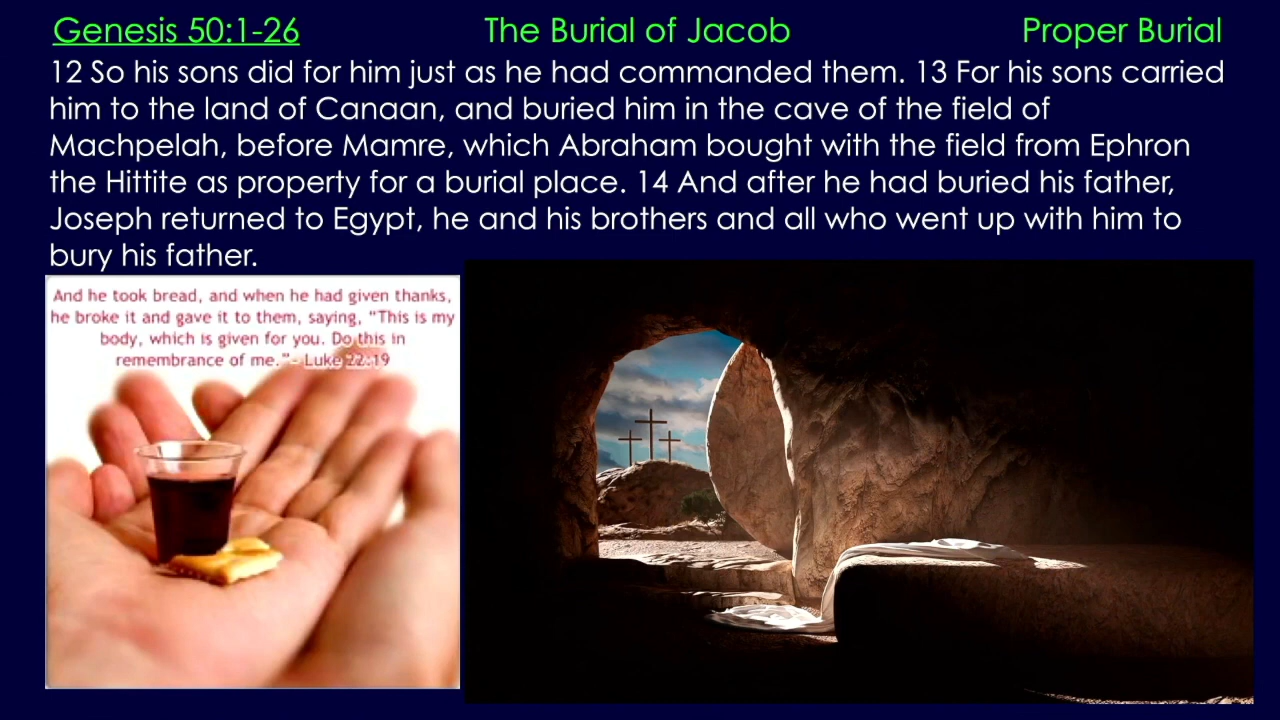 Genesis 50:1-26 The Burial of Jacob Proper Burial
12 So his sons did for him just as he had commanded them. 13 For his sons carried
him to the land of Canaan, and buried him in the cave of the field of
Machpelah, before Mamre, which Abraham bought with the field from Ephron
the Hittite as property for a burial place. 14 And after he had buried his father,
Joseph returned to Egypt, he and his brothers and all who went up with him to
bury his father.
And he took bread, and when he had given thanks,
he broke it and gave it to them, saying, “This is my
body, which is given for you. Do this in
remembrance of me.”- Luke 22:19